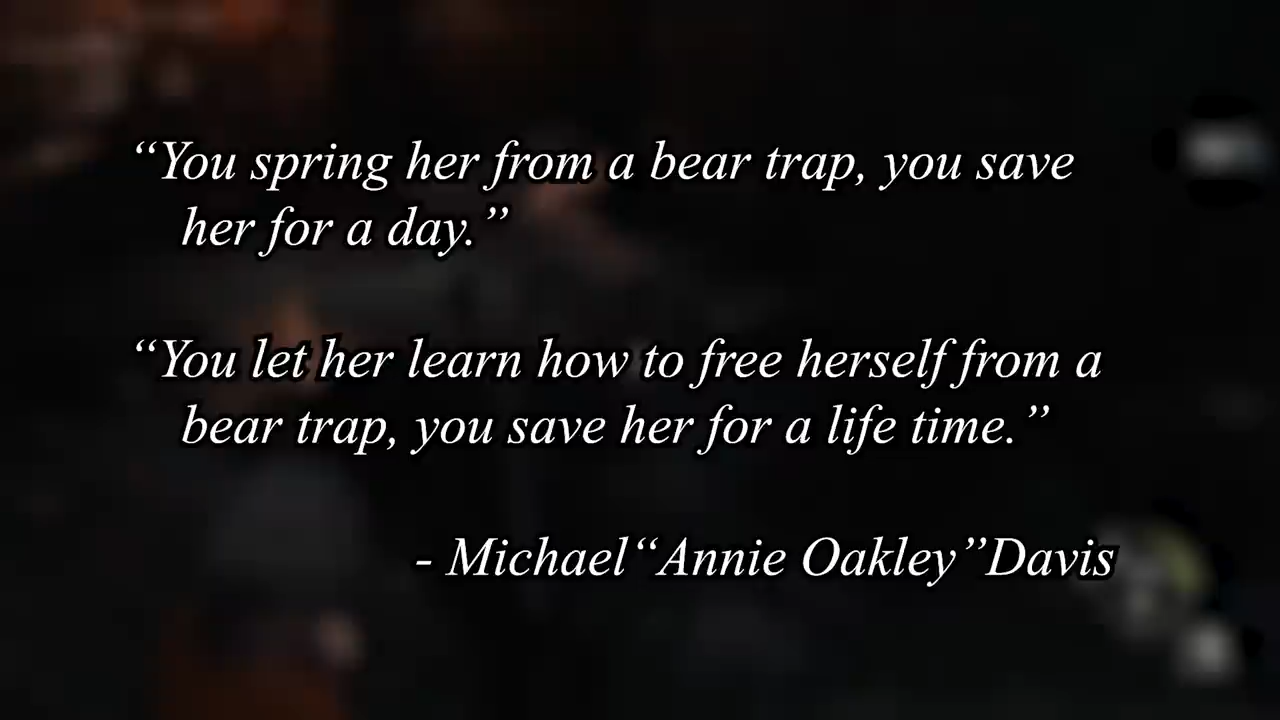 “You spring her from a bear trap, you save
her for a day.”
“You let her learn how to free herself from a
bear trap, you save her for a life time.”
- Michael“Annie Oakley”Davis